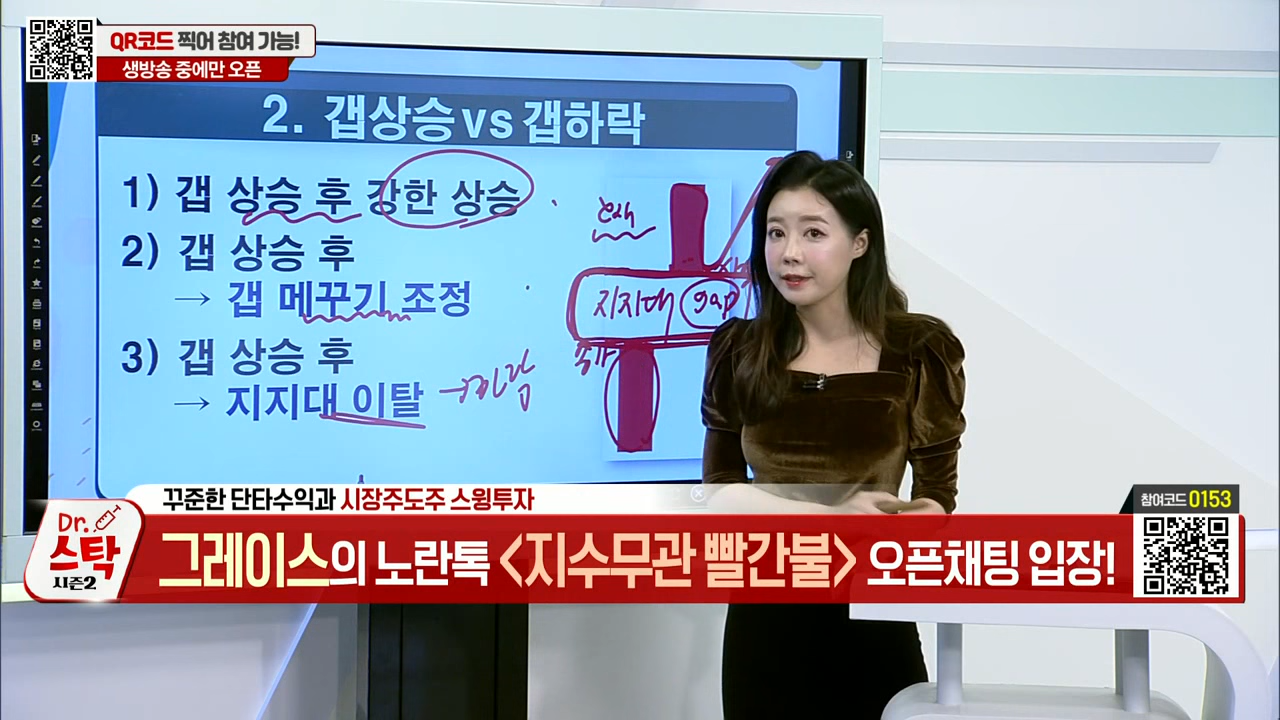 QR코드 찍어 참여 가능!
생방송 중에만 오픈
2. 갭상승 vs 갭하락
1) 갭 상승 후 강한 상승
2) 갭 상승 후
→ 갭 메꾸기 조정
3) 갭 상승 후
→ 지지대 이탈
지지대 gap
꾸준한 단타수익과 시장주도주 스윙투자
참여코드 0153
Dr.
스탁
시즌2
그레이스의 노란톡 <지수무관 빨간불> 오픈채팅 입장!